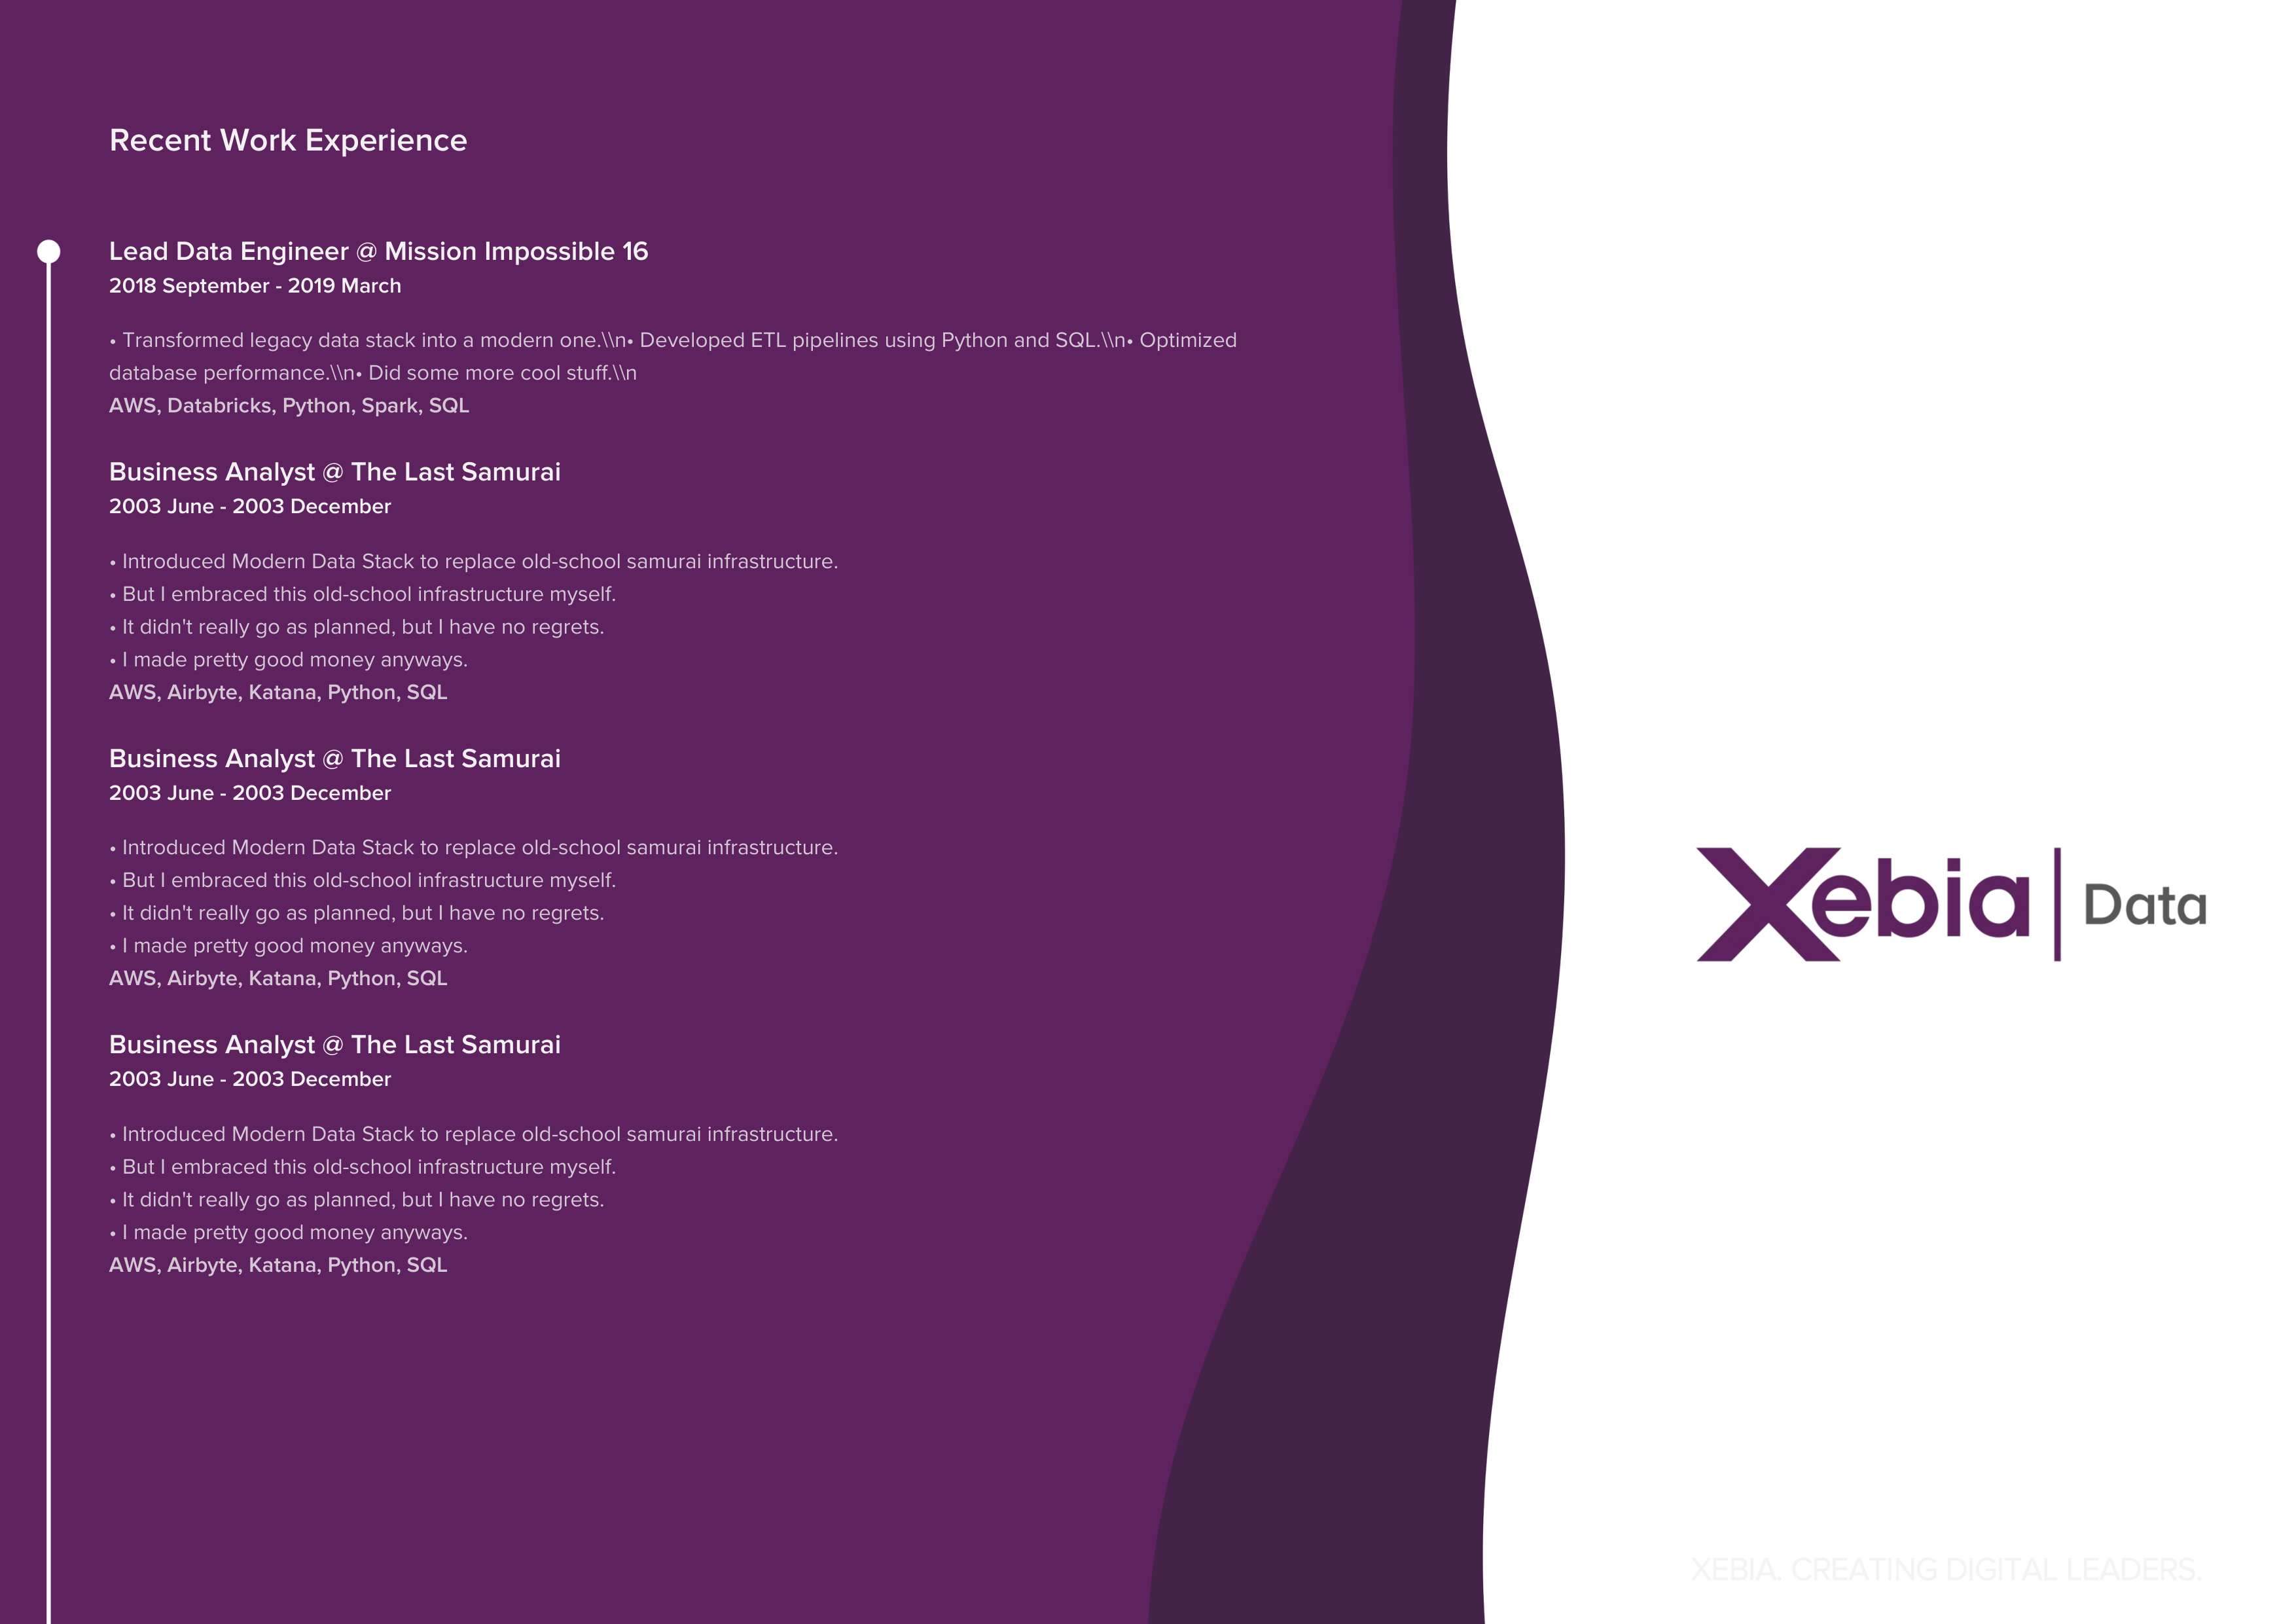 Recent Work Experience
Lead Data Engineer @ Mission Impossible 16
2018 September - 2019 March
• Transformed legacy data stack into a modern one.\\n• Developed ETL pipelines using Python and SQL.\\n• Optimized
database performance.\\n• Did some more cool stuff.\\n
AWS, Databricks, Python, Spark, SQL
Business Analyst @ The Last Samurai
2003 June - 2003 December
• Introduced Modern Data Stack to replace old-school samurai infrastructure.
• But I embraced this old-school infrastructure myself.
• It didn't really go as planned, but I have no regrets.
• I made pretty good money anyways.
AWS, Airbyte, Katana, Python, SQL
Business Analyst @ The Last Samurai
2003 June - 2003 December
• Introduced Modern Data Stack to replace old-school samurai infrastructure.
• But I embraced this old-school infrastructure myself.
• It didn't really go as planned, but I have no regrets.
• I made pretty good money anyways.
AWS, Airbyte, Katana, Python, SQL
Business Analyst @ The Last Samurai
2003 June - 2003 December
• Introduced Modern Data Stack to replace old-school samurai infrastructure.
• But I embraced this old-school infrastructure myself.
• It didn't really go as planned, but I have no regrets.
• I made pretty good money anyways.
AWS, Airbyte, Katana, Python, SQL
Xebia | Data
XEBIA. CREATING DIGITAL LEADERS.